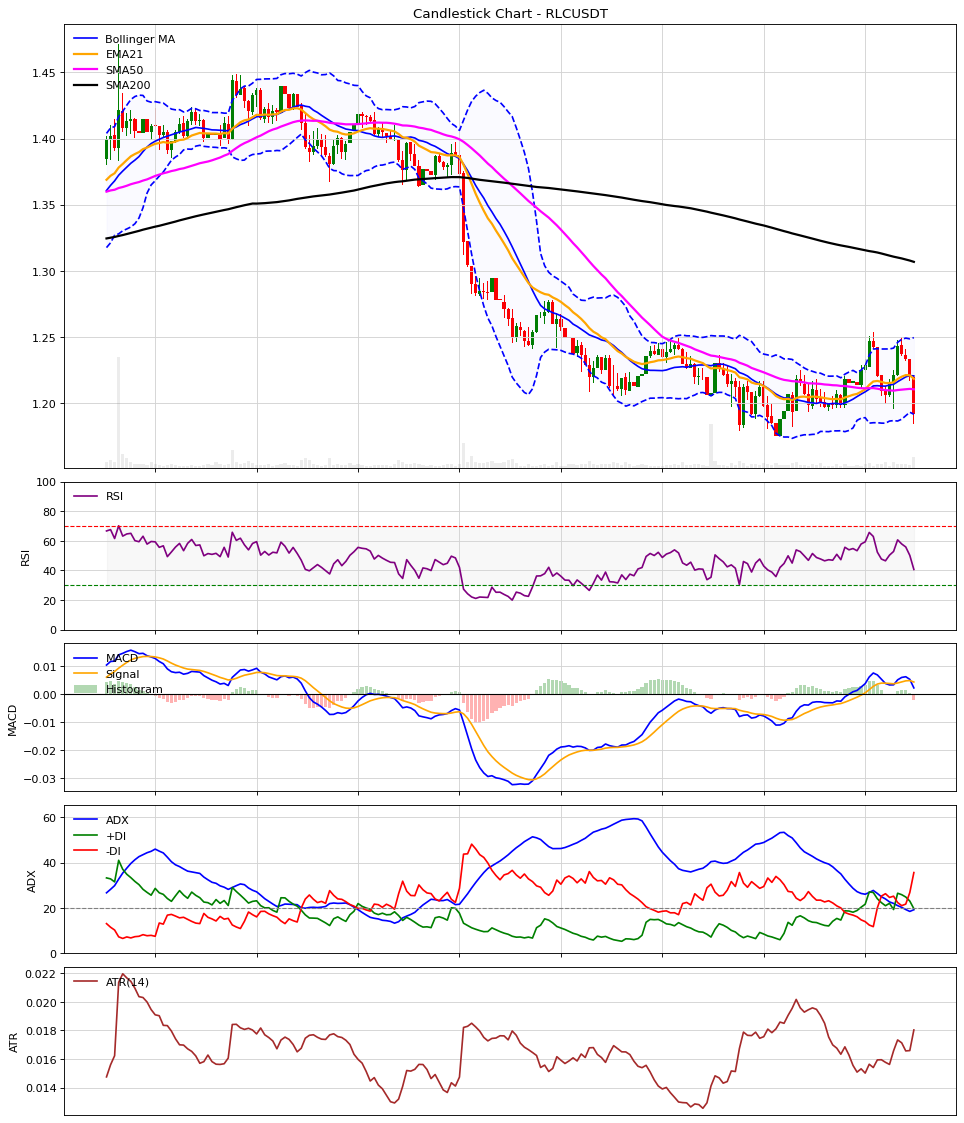 Candlestick Chart - RLCUSDT
Bollinger MA
EMA21
SMA50
SMA200
1.45
1.40
1.35
1.30
1.25
1.20
RSI
RSI
100
80
60
40
20
0
MACD
Signal
Histogram
MACD
0.01
0.00
−0.01
−0.02
−0.03
ADX
+DI
-DI
ADX
60
40
20
0
ATR(14)
ATR
0.022
0.020
0.018
0.016
0.014